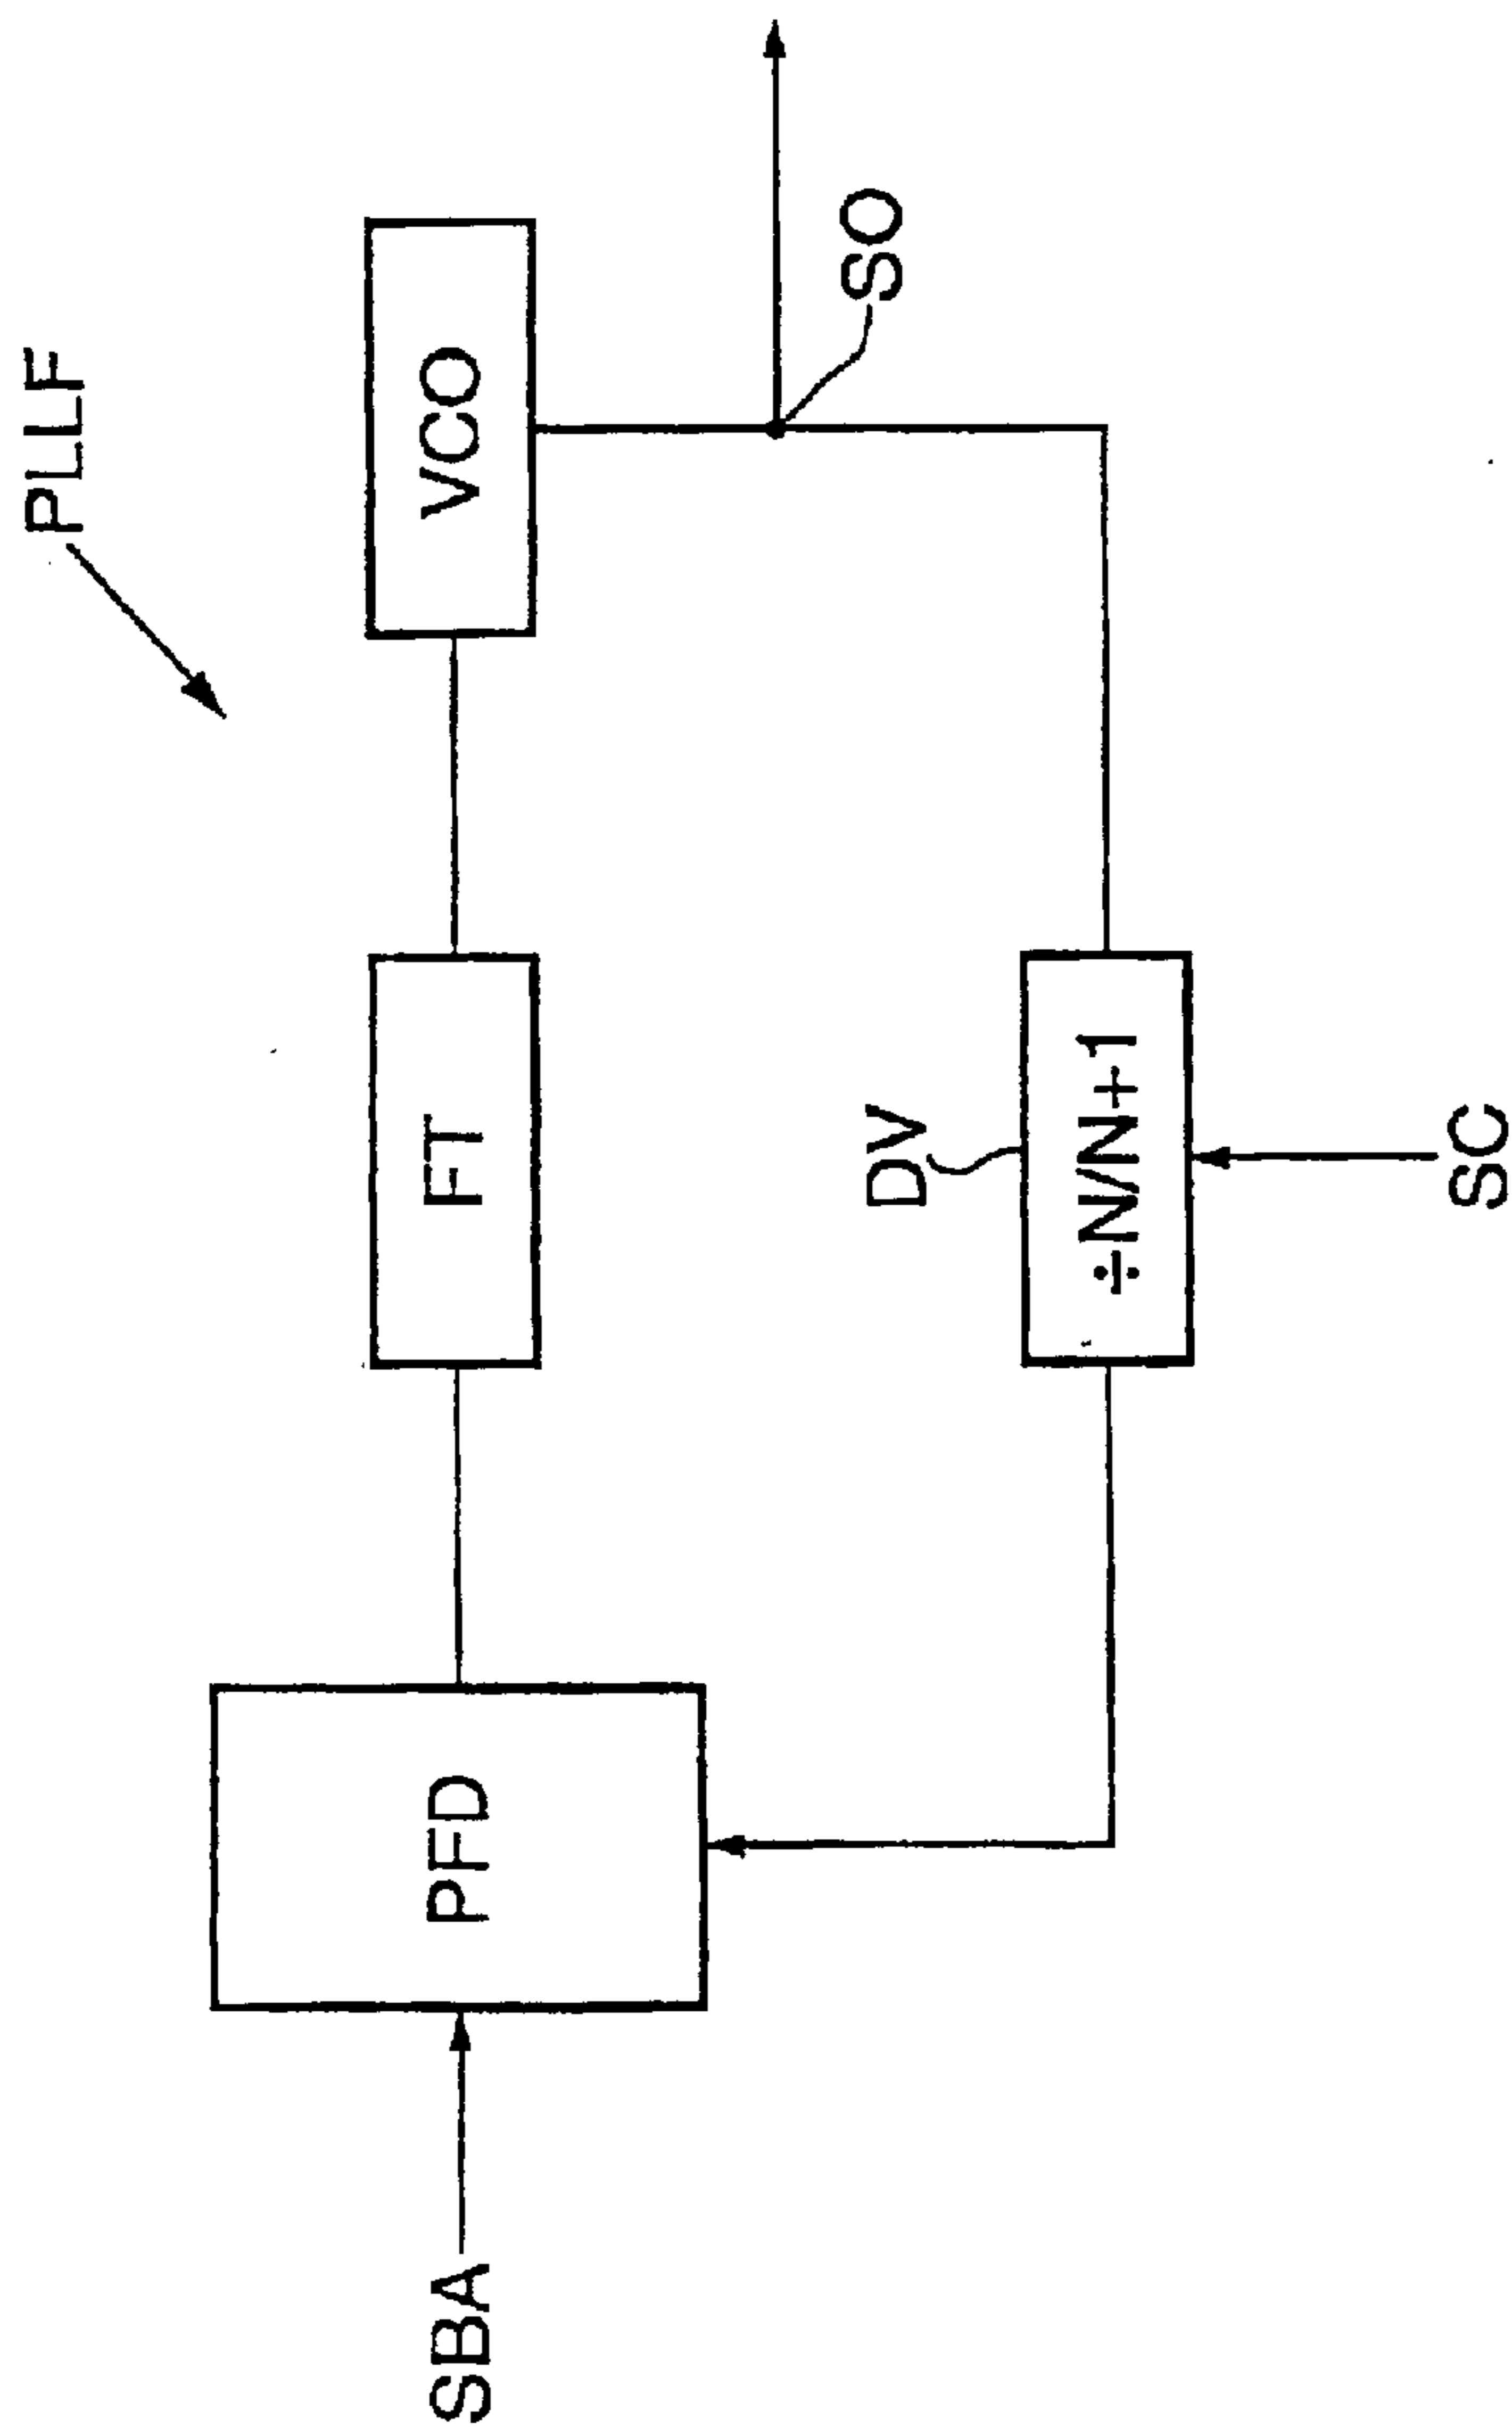 PLLF
SBA
PFD
FT
VCO
SO
DV
÷N/N+1
SC